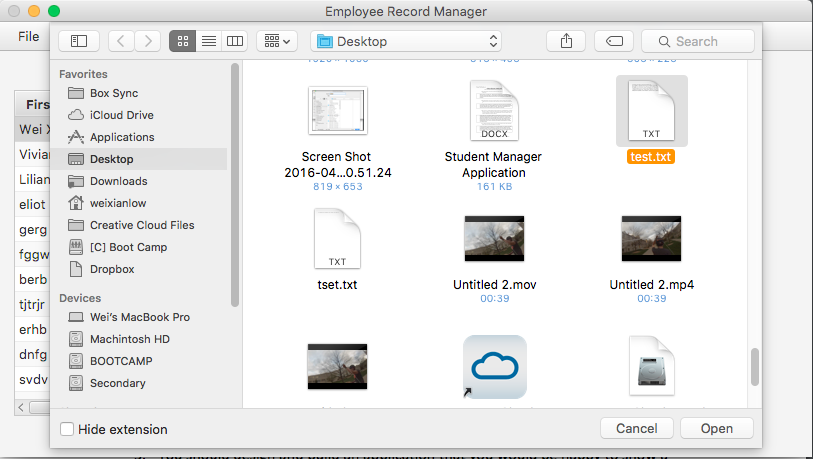 Employee Record Manager
File
Desktop
Search
Favorites
Box Sync
iCloud Drive
Applications
Desktop
Downloads
weixianlow
Creative Cloud Files
[C] Boot Camp
Dropbox
Devices
Wei's MacBook Pro
Machintosh HD
BOOTCAMP
Secondary
Firs
Wei X
Vivia
Lilian
eliot
gerg
fggw
berb
tjtrjr
erhb
dnfg
svdv
DOCX
TXT
Screen Shot
2016-04...0.51.24
819 × 653
Student Manager
Application
161 KB
test.txt
TXT
tset.txt
Untitled 2.mov
00:39
Untitled 2.mp4
00:39
Hide extension
Cancel
Open